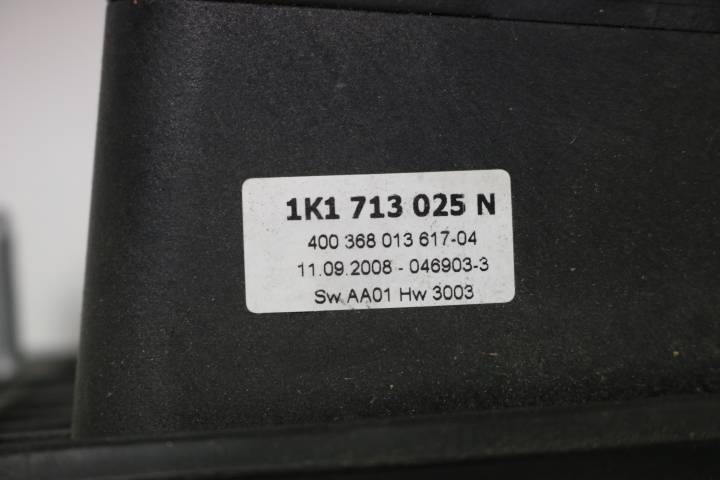 1K1 713 025 N
400 368 013 617-04
11.09.2008 - 046903-3
Sw AA01 Hw 3003